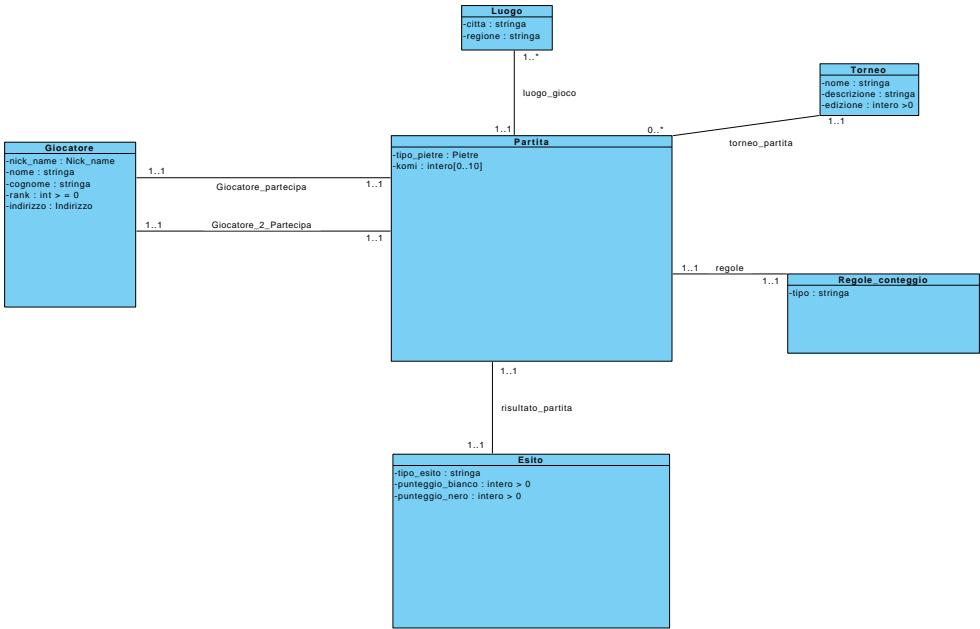 Luogo
-citta : stringa
-regione : stringa
1..*
luogo_gioco
1..1
Torneo
-nome : stringa
-descrizione : stringa
-edizione : intero >0
1..1
torneo_partita
0..*
Partita
-tipo_pietre : Pietre
-komi : intero[0..10]
Giocatore
-nick_name : Nick_name
-nome : stringa
-cognome : stringa
-rank : int > = 0
-indirizzo : Indirizzo
1..1
Giocatore_partecipa
1..1
1..1
Giocatore_2_Partecipa
1..1
1..1
regole
1..1
Regole_conteggio
-tipo : stringa
1..1
risultato_partita
1..1
Esito
-tipo_esito : stringa
-punteggio_bianco : intero > 0
-punteggio_nero : intero > 0